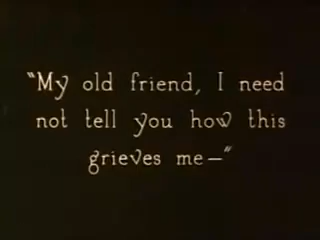 “My old friend, I need
not tell you how this
grieves me—“